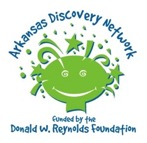 Arkansas Discovery Network
funded by the
Donald W. Reynolds Foundation